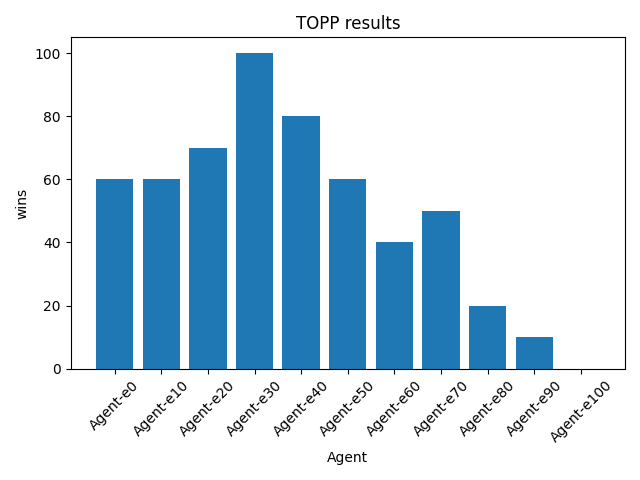 TOPP results
wins
100
80
60
40
20
0
Agent-e0
Agent-e10
Agent-e20
Agent-e30
Agent-e40
Agent-e50
Agent-e60
Agent-e70
Agent-e80
Agent-e90
Agent-e100
Agent